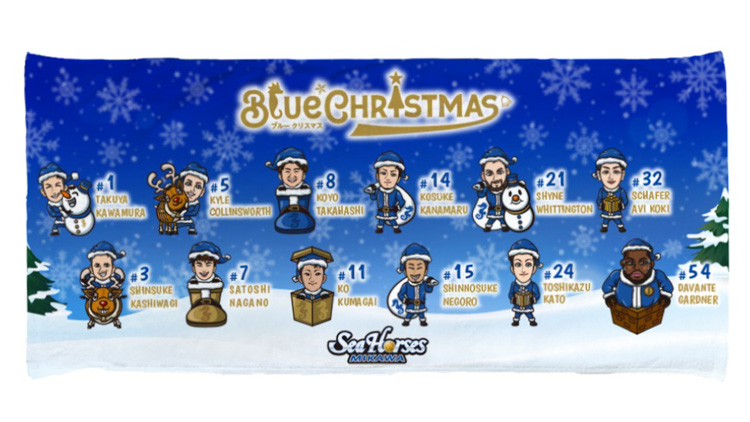 BLUE CHRISTMAS
ブルー クリスマス
#1
TAKUYA
KAWAMURA
#5
KYLE
COLLINSWORTH
#8
KOYO
TAKAHASHI
#14
KOSUKE
KANAMARU
#21
SHYNE
WHITTINGTON
#32
SCHAFER
AVI KOKI
#3
SHINSUKE
KASHIWAGI
#7
SATOSHI
NAGANO
#11
KO
KUMAGAI
#15
SHINNOSUKE
NEGORO
#24
TOSHIKAZU
KATO
#54
DAVANTE
GARDNER
SeaHorses
MIKAWA